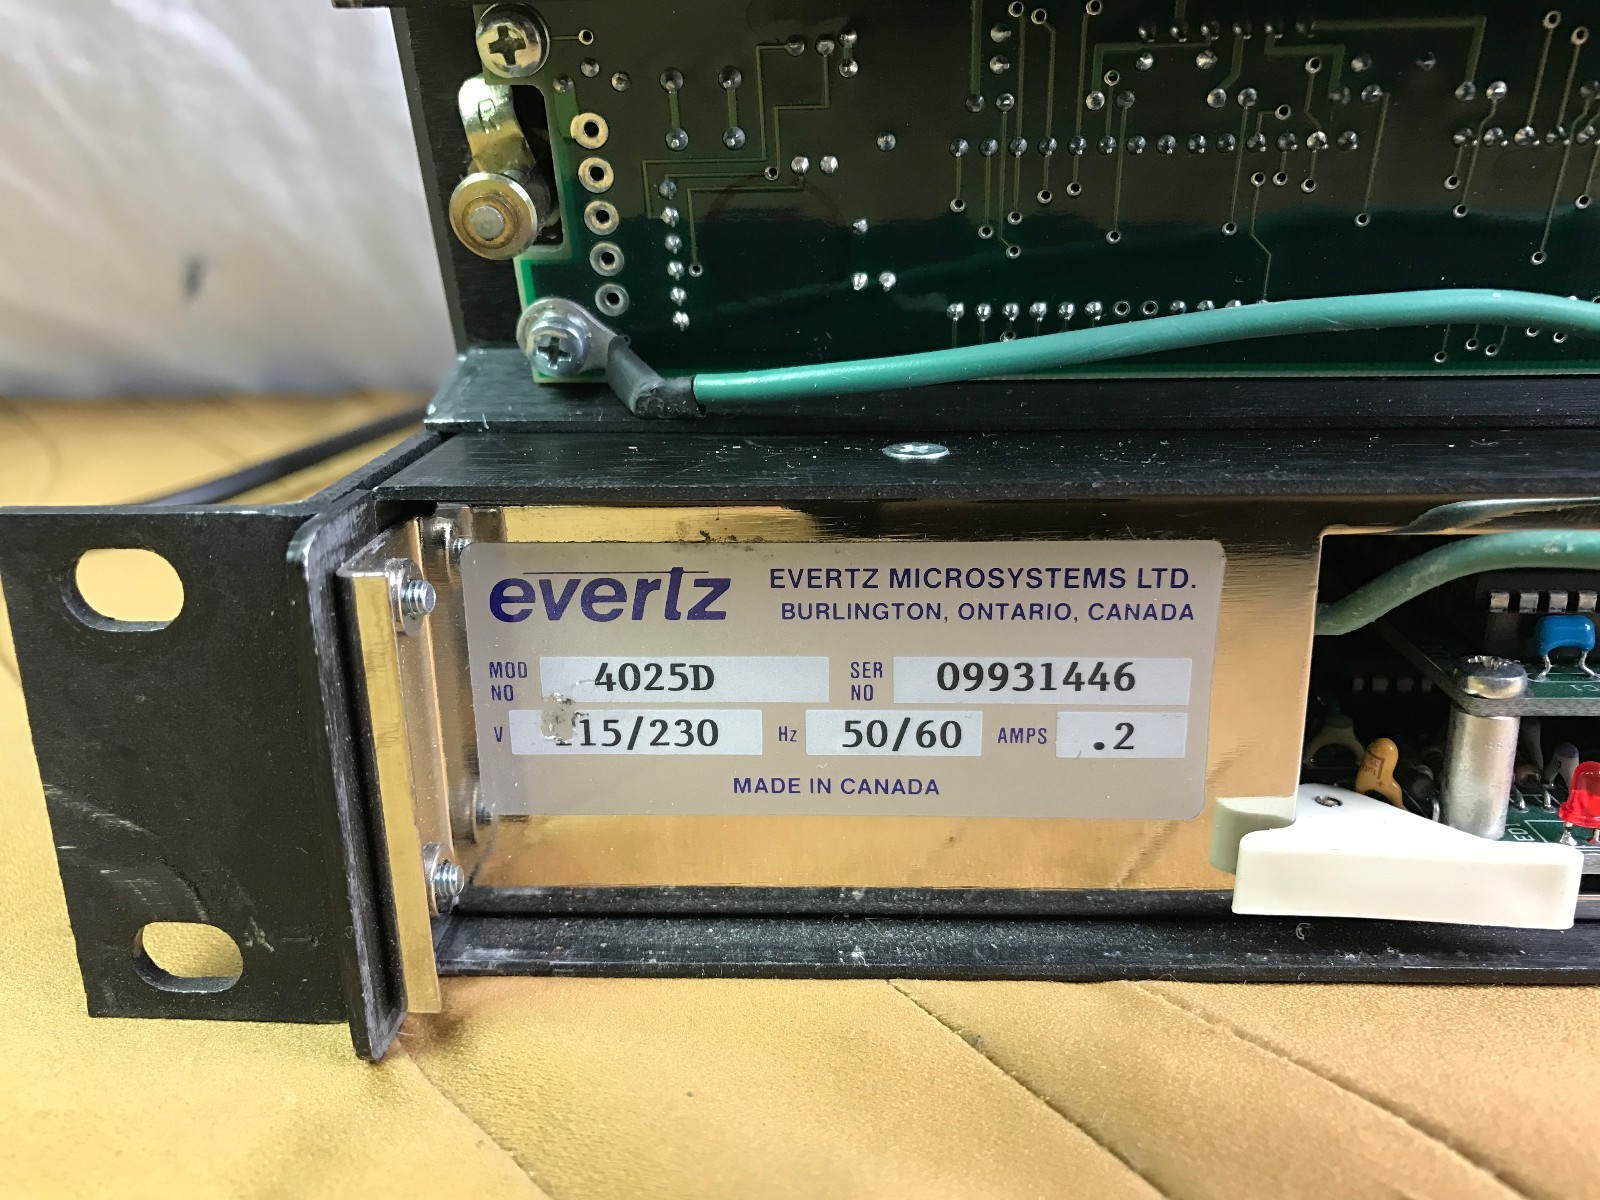 evertz EVERTZ MICROSYSTEMS LTD.
BURLINGTON, ONTARIO, CANADA
MOD NO 4025D SER NO 09931446
V 115/230 Hz 50/60 AMPS .2
MADE IN CANADA